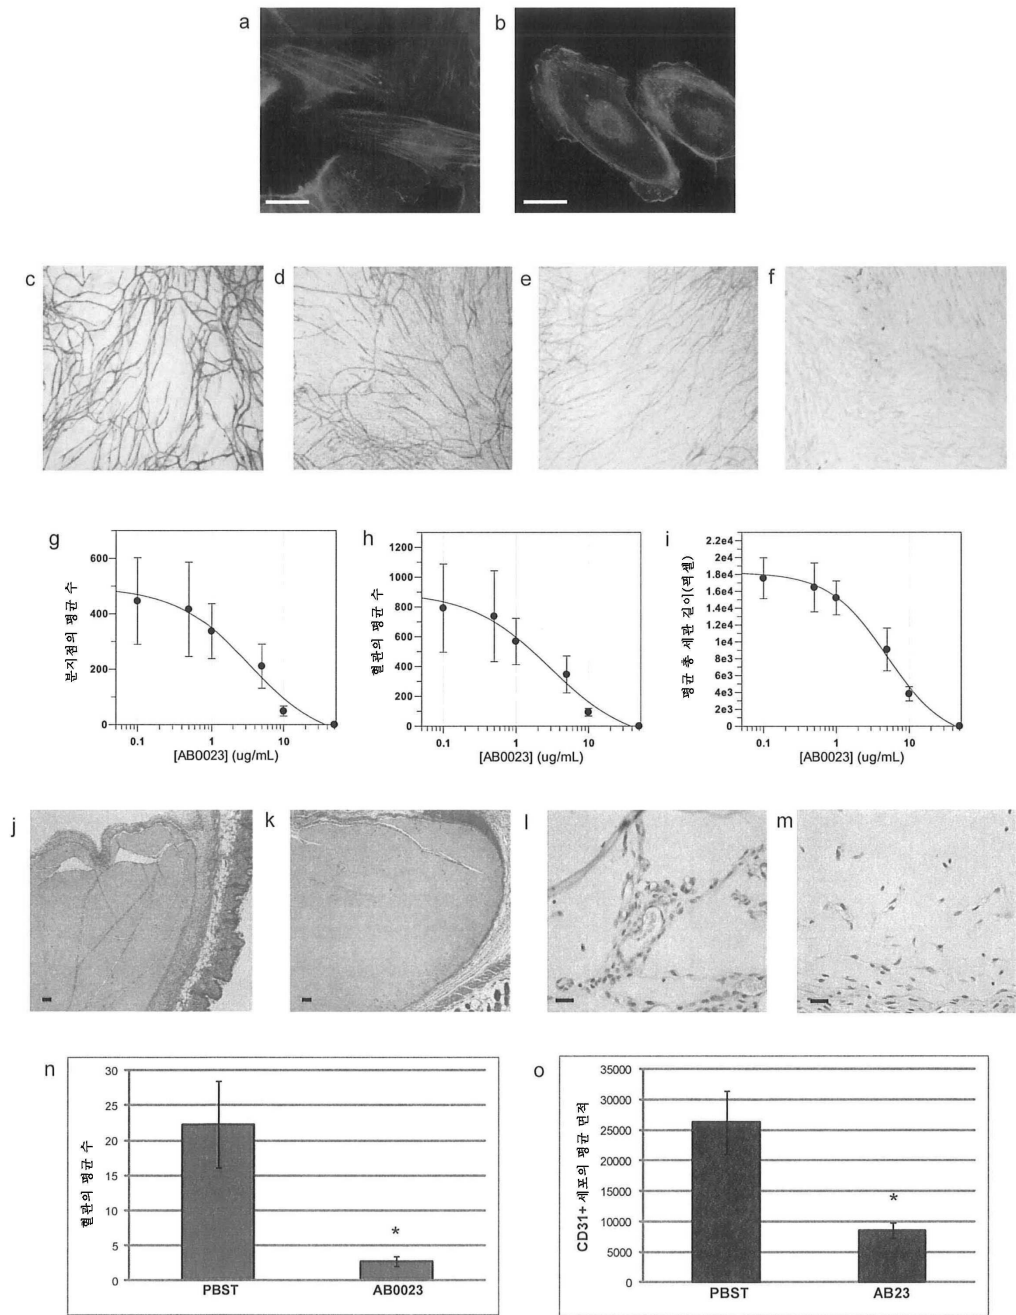 a
b
c
d
e
f
g
600
400
200
0
분지점의 평균 수
0.1
1
10
[AB0023] (ug/mL)
h
1200
1000
800
600
400
200
0
혈관의 평균 수
0.1
1
10
[AB0023] (ug/mL)
i
2.2e4
2e4
1.8e4
1.6e4
1.4e4
1.2e4
1e4
8e3
6e3
4e3
2e3
0
평균 총 세관 길이(픽셀)
0.1
1
10
[AB0023] (ug/mL)
j
k
l
m
n
30
25
20
15
10
5
0
혈관의 평균 수
*
PBST
AB0023
o
35000
30000
25000
20000
15000
10000
5000
0
CD31+ 세포의 평균 면적
*
PBST
AB23